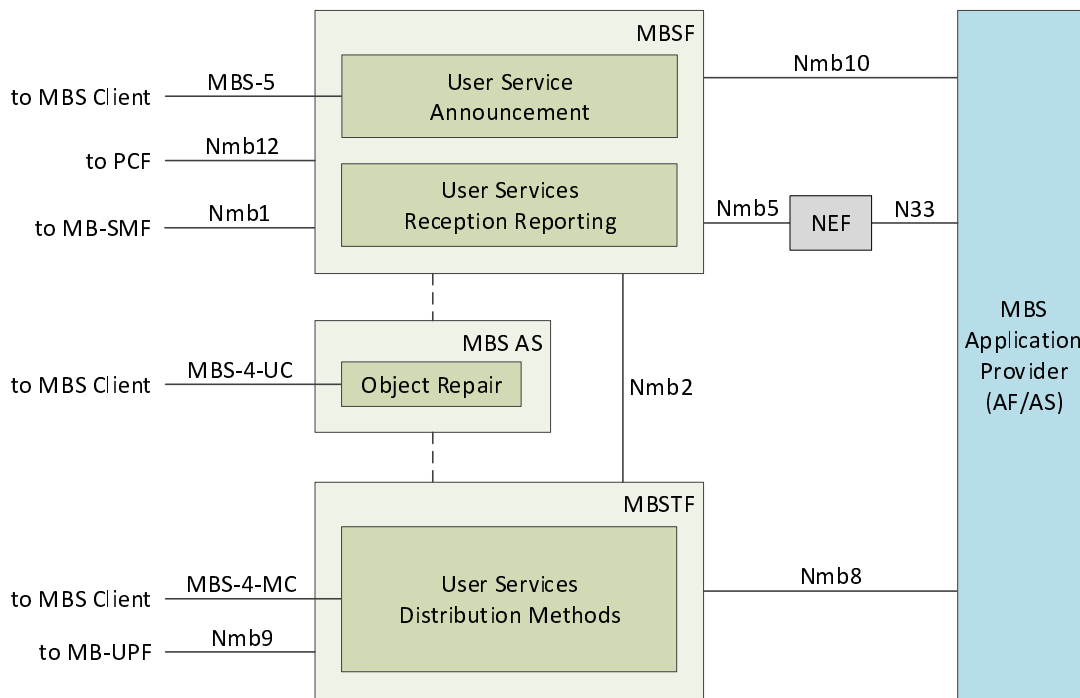 MBSF
MBS-5
to MBS Client
User Service
Announcement
Nmb10
Nmb12
to PCF
User Services
Reception Reporting
Nmb1
to MB-SMF
Nmb5
NEF
N33
MBS
Application
Provider
(AF/AS)
MBS AS
MBS-4-UC
to MBS Client
Object Repair
Nmb2
MBSTF
MBS-4-MC
to MBS Client
User Services
Distribution Methods
Nmb8
Nmb9
to MB-UPF